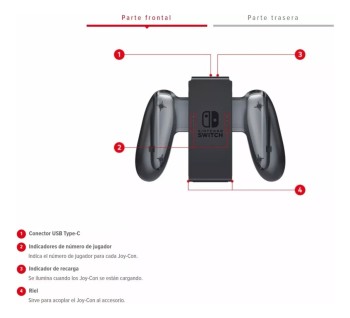 Parte frontal
Parte trasera
1
3
NINTENDO
SWITCH
2
4
1 Conector USB Type-C
2 Indicadores de número de jugador
Indica el número de jugador para cada Joy-Con.
3 Indicador de recarga
Se ilumina cuando los Joy-Con se están cargando.
4 Riel
Sirve para acoplar el Joy-Con al accesorio.